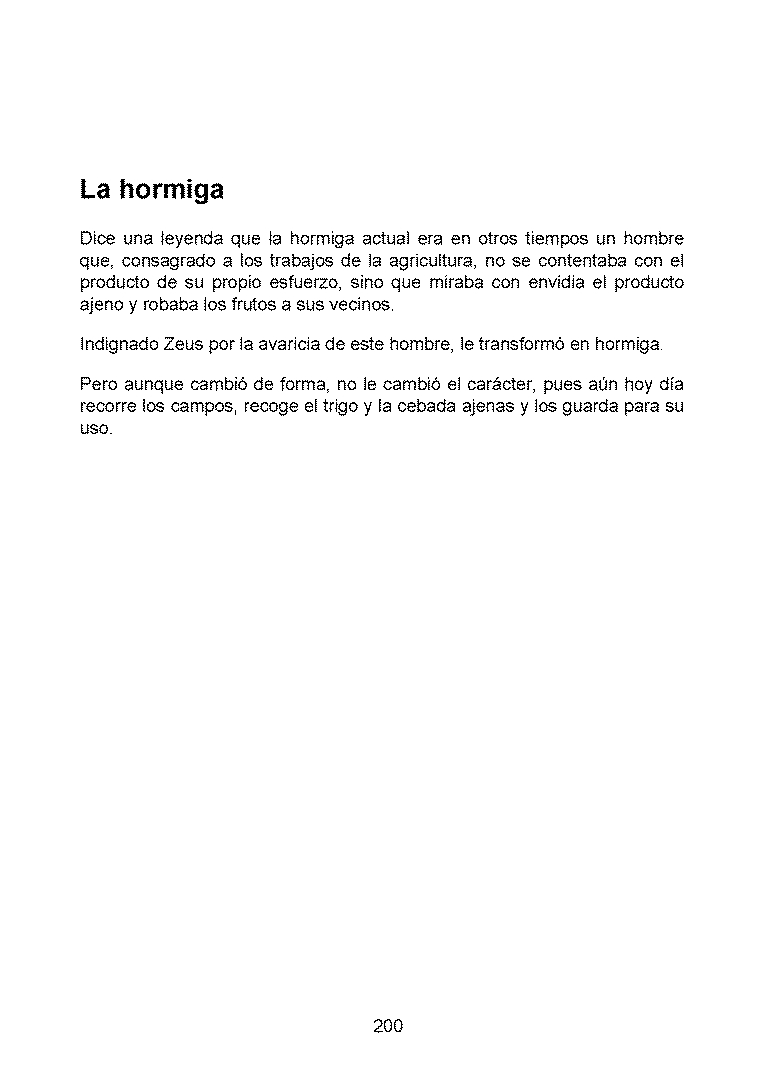 La hormiga
Dice una leyenda que la hormiga actual era en otros tiempos un hombre
que, consagrado a los trabajos de la agricultura, no se contentaba con el
producto de su propio esfuerzo, sino que miraba con envidia el producto
ajeno y robaba los frutos a sus vecinos.
Indignado Zeus por la avaricia de este hombre, le transformó en hormiga.
Pero aunque cambió de forma, no le cambió el carácter, pues aún hoy día
recorre los campos, recoge el trigo y la cebada ajenas y los guarda para su
uso.
200